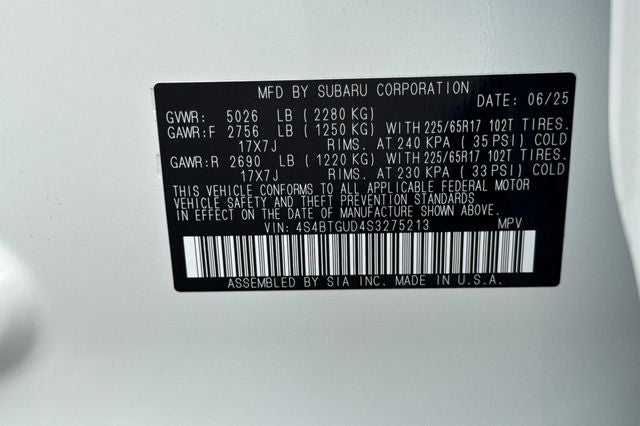 MFD BY SUBARU CORPORATION
DATE: 06/25
GVWR: 5026 LB (2280 KG)
GAWR:F 2756 LB (1250 KG) WITH 225/65R17 102T TIRES.
17X7J RIMS. AT 240 KPA (35 PSI) COLD
GAWR:R 2690 LB (1220 KG) WITH 225/65R17 102T TIRES.
17X7J RIMS. AT 230 KPA (33 PSI) COLD
THIS VEHICLE CONFORMS TO ALL APPLICABLE FEDERAL MOTOR
VEHICLE SAFETY AND THEFT PREVENTION STANDARDS
IN EFFECT ON THE DATE OF MANUFACTURE SHOWN ABOVE.
VIN: 4S4BTGUD4S3275213 MPV
ASSEMBLED BY SIA INC. MADE IN U.S.A.